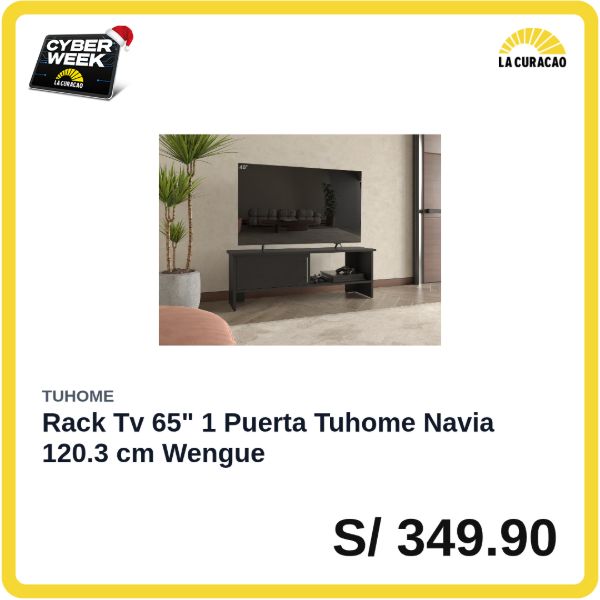 CYBER
WEEK
LA CURACAO
LA CURACAO
40"
TUHOME
Rack Tv 65" 1 Puerta Tuhome Navia
120.3 cm Wengue
S/ 349.90